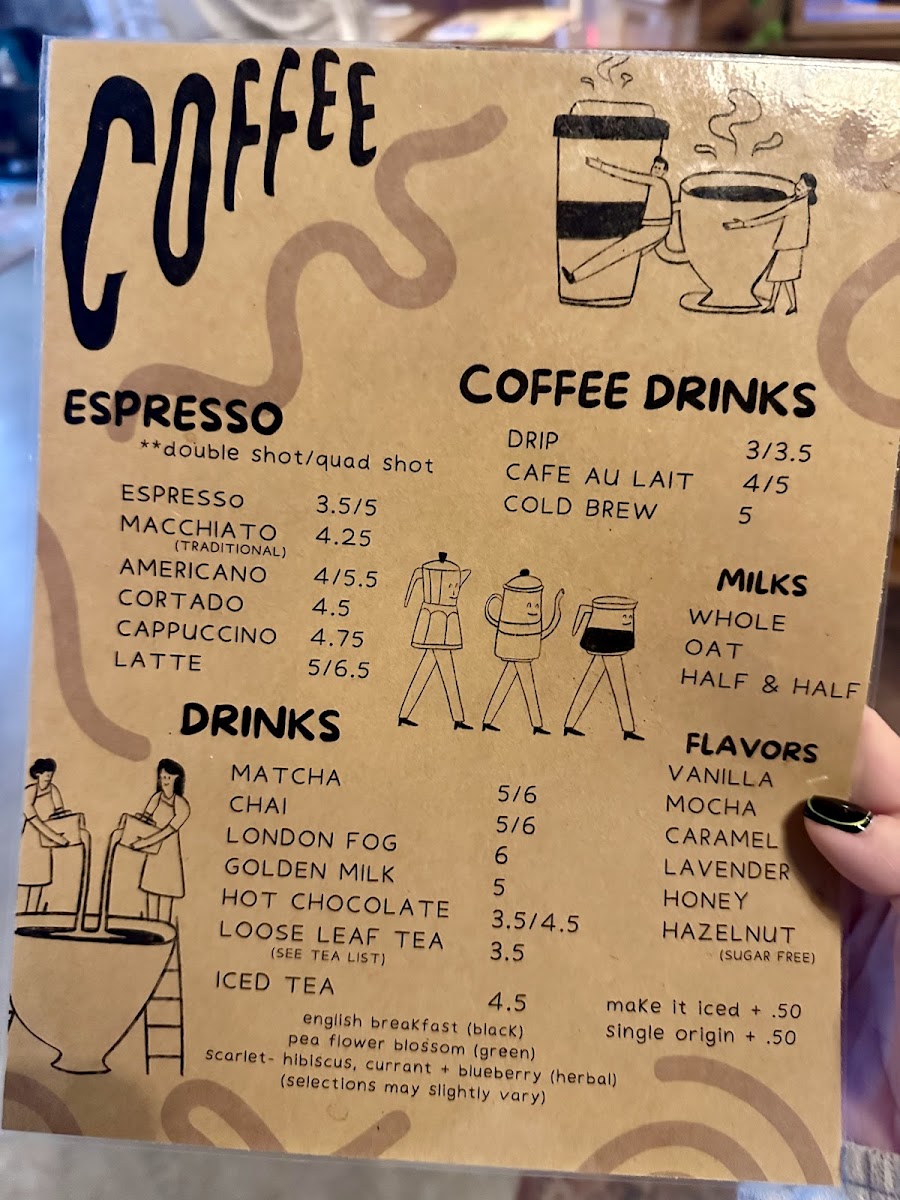 COFFEE
ESPRESSO
**double shot/quad shot
ESPRESSO 3.5/5
MACCHIATO 4.25
(TRADITIONAL)
AMERICANO 4/5.5
CORTADO 4.5
CAPPUCCINO 4.75
LATTE 5/6.5
COFFEE DRINKS
DRIP 3/3.5
CAFE AU LAIT 4/5
COLD BREW 5
MILKS
WHOLE
OAT
HALF & HALF
DRINKS
MATCHA 5/6
CHAI 5/6
LONDON FOG 6
GOLDEN MILK 5
HOT CHOCOLATE 3.5/4.5
LOOSE LEAF TEA 3.5
(SEE TEA LIST)
ICED TEA 4.5
english breakfast (black)
pea flower blossom (green)
scarlet- hibiscus, currant + blueberry (herbal)
(selections may slightly vary)
FLAVORS
VANILLA
MOCHA
CARAMEL
LAVENDER
HONEY
HAZELNUT
(SUGAR FREE)
make it iced + .50
single origin + .50